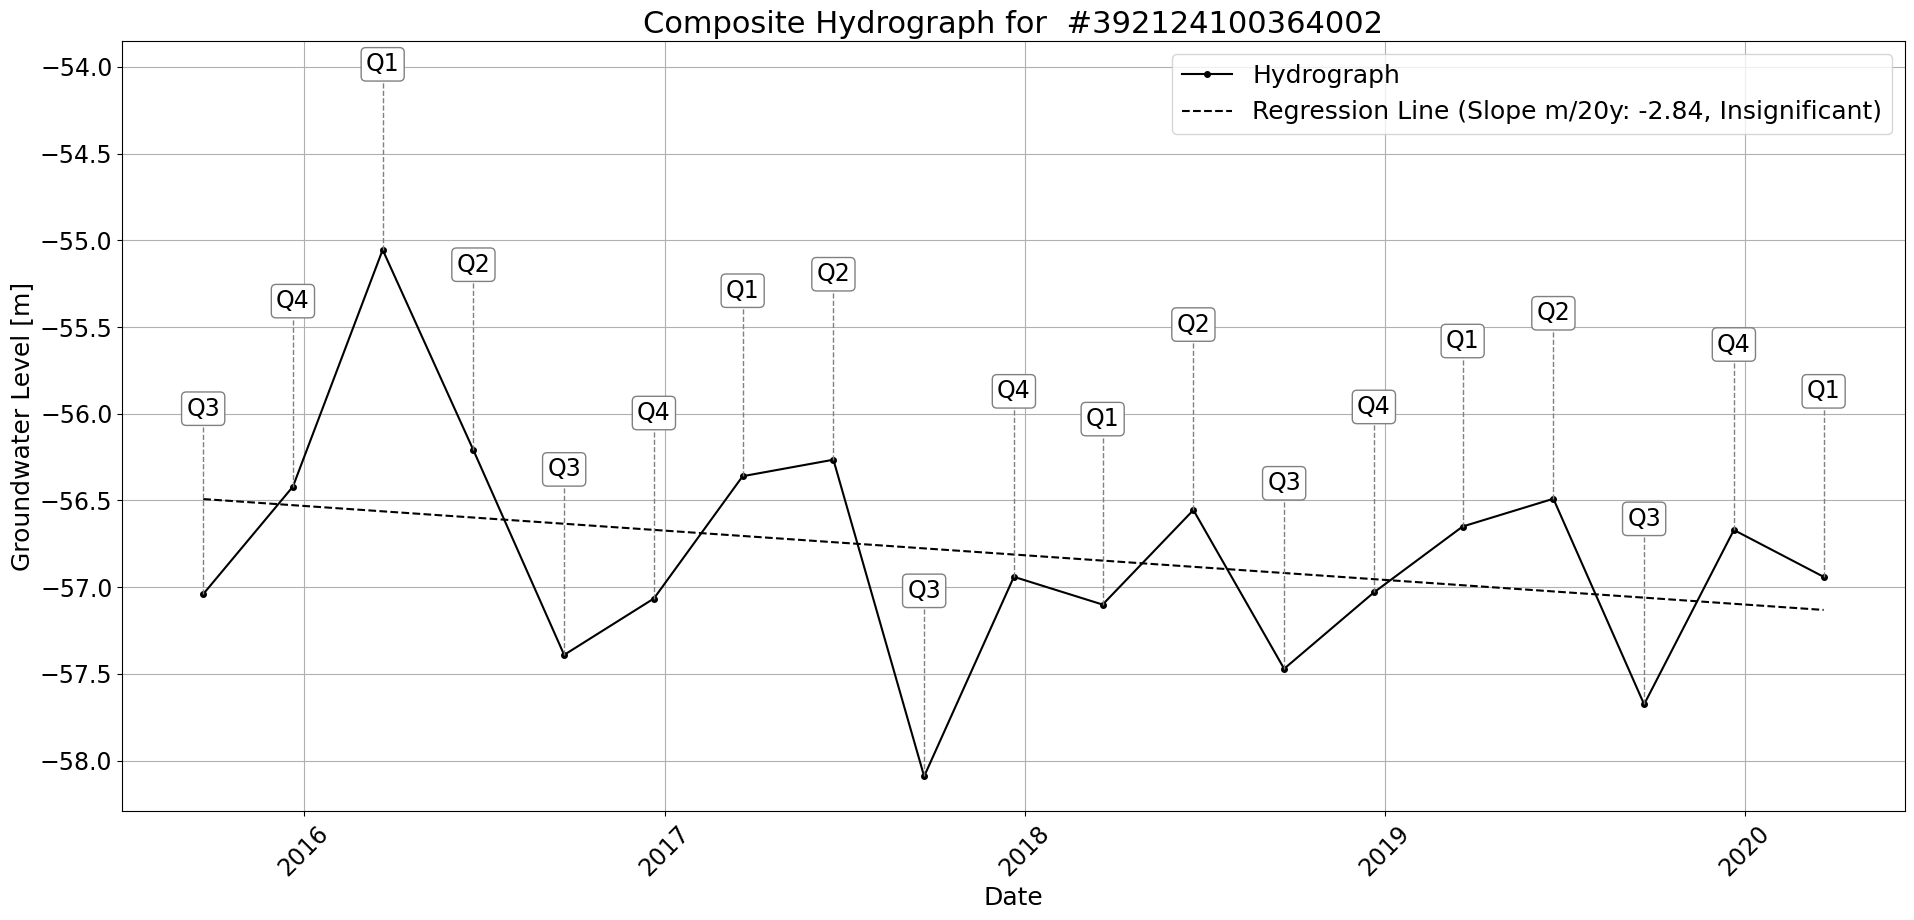 Composite Hydrograph for  #392124100364002
Hydrograph
Regression Line (Slope m/20y: -2.84, Insignificant)
Groundwater Level [m]
−54.0
−54.5
−55.0
−55.5
−56.0
−56.5
−57.0
−57.5
−58.0
Q3
Q4
Q1
Q2
Q3
Q4
Q1
Q2
Q3
Q4
Q1
Q2
Q3
Q4
Q1
Q2
Q3
Q4
Q1
2016
2017
2018
2019
2020
Date